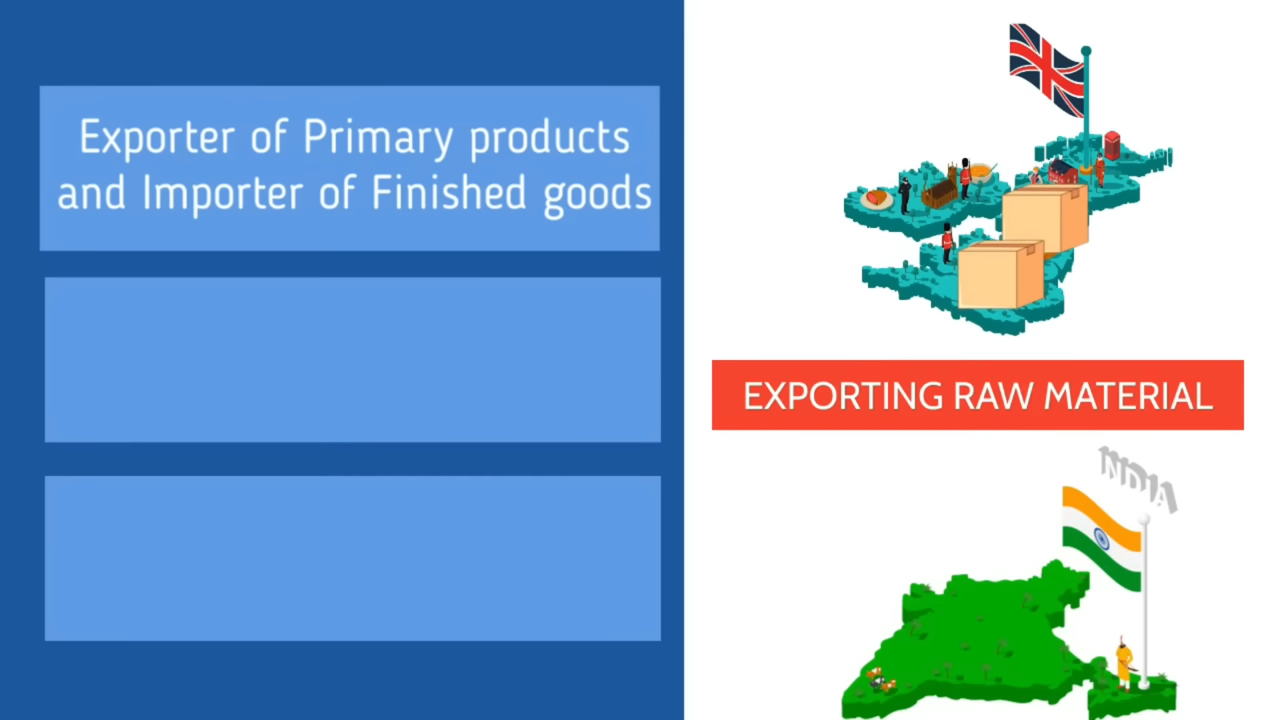 Exporter of Primary products
and Importer of Finished goods
EXPORTING RAW MATERIAL
INDIA